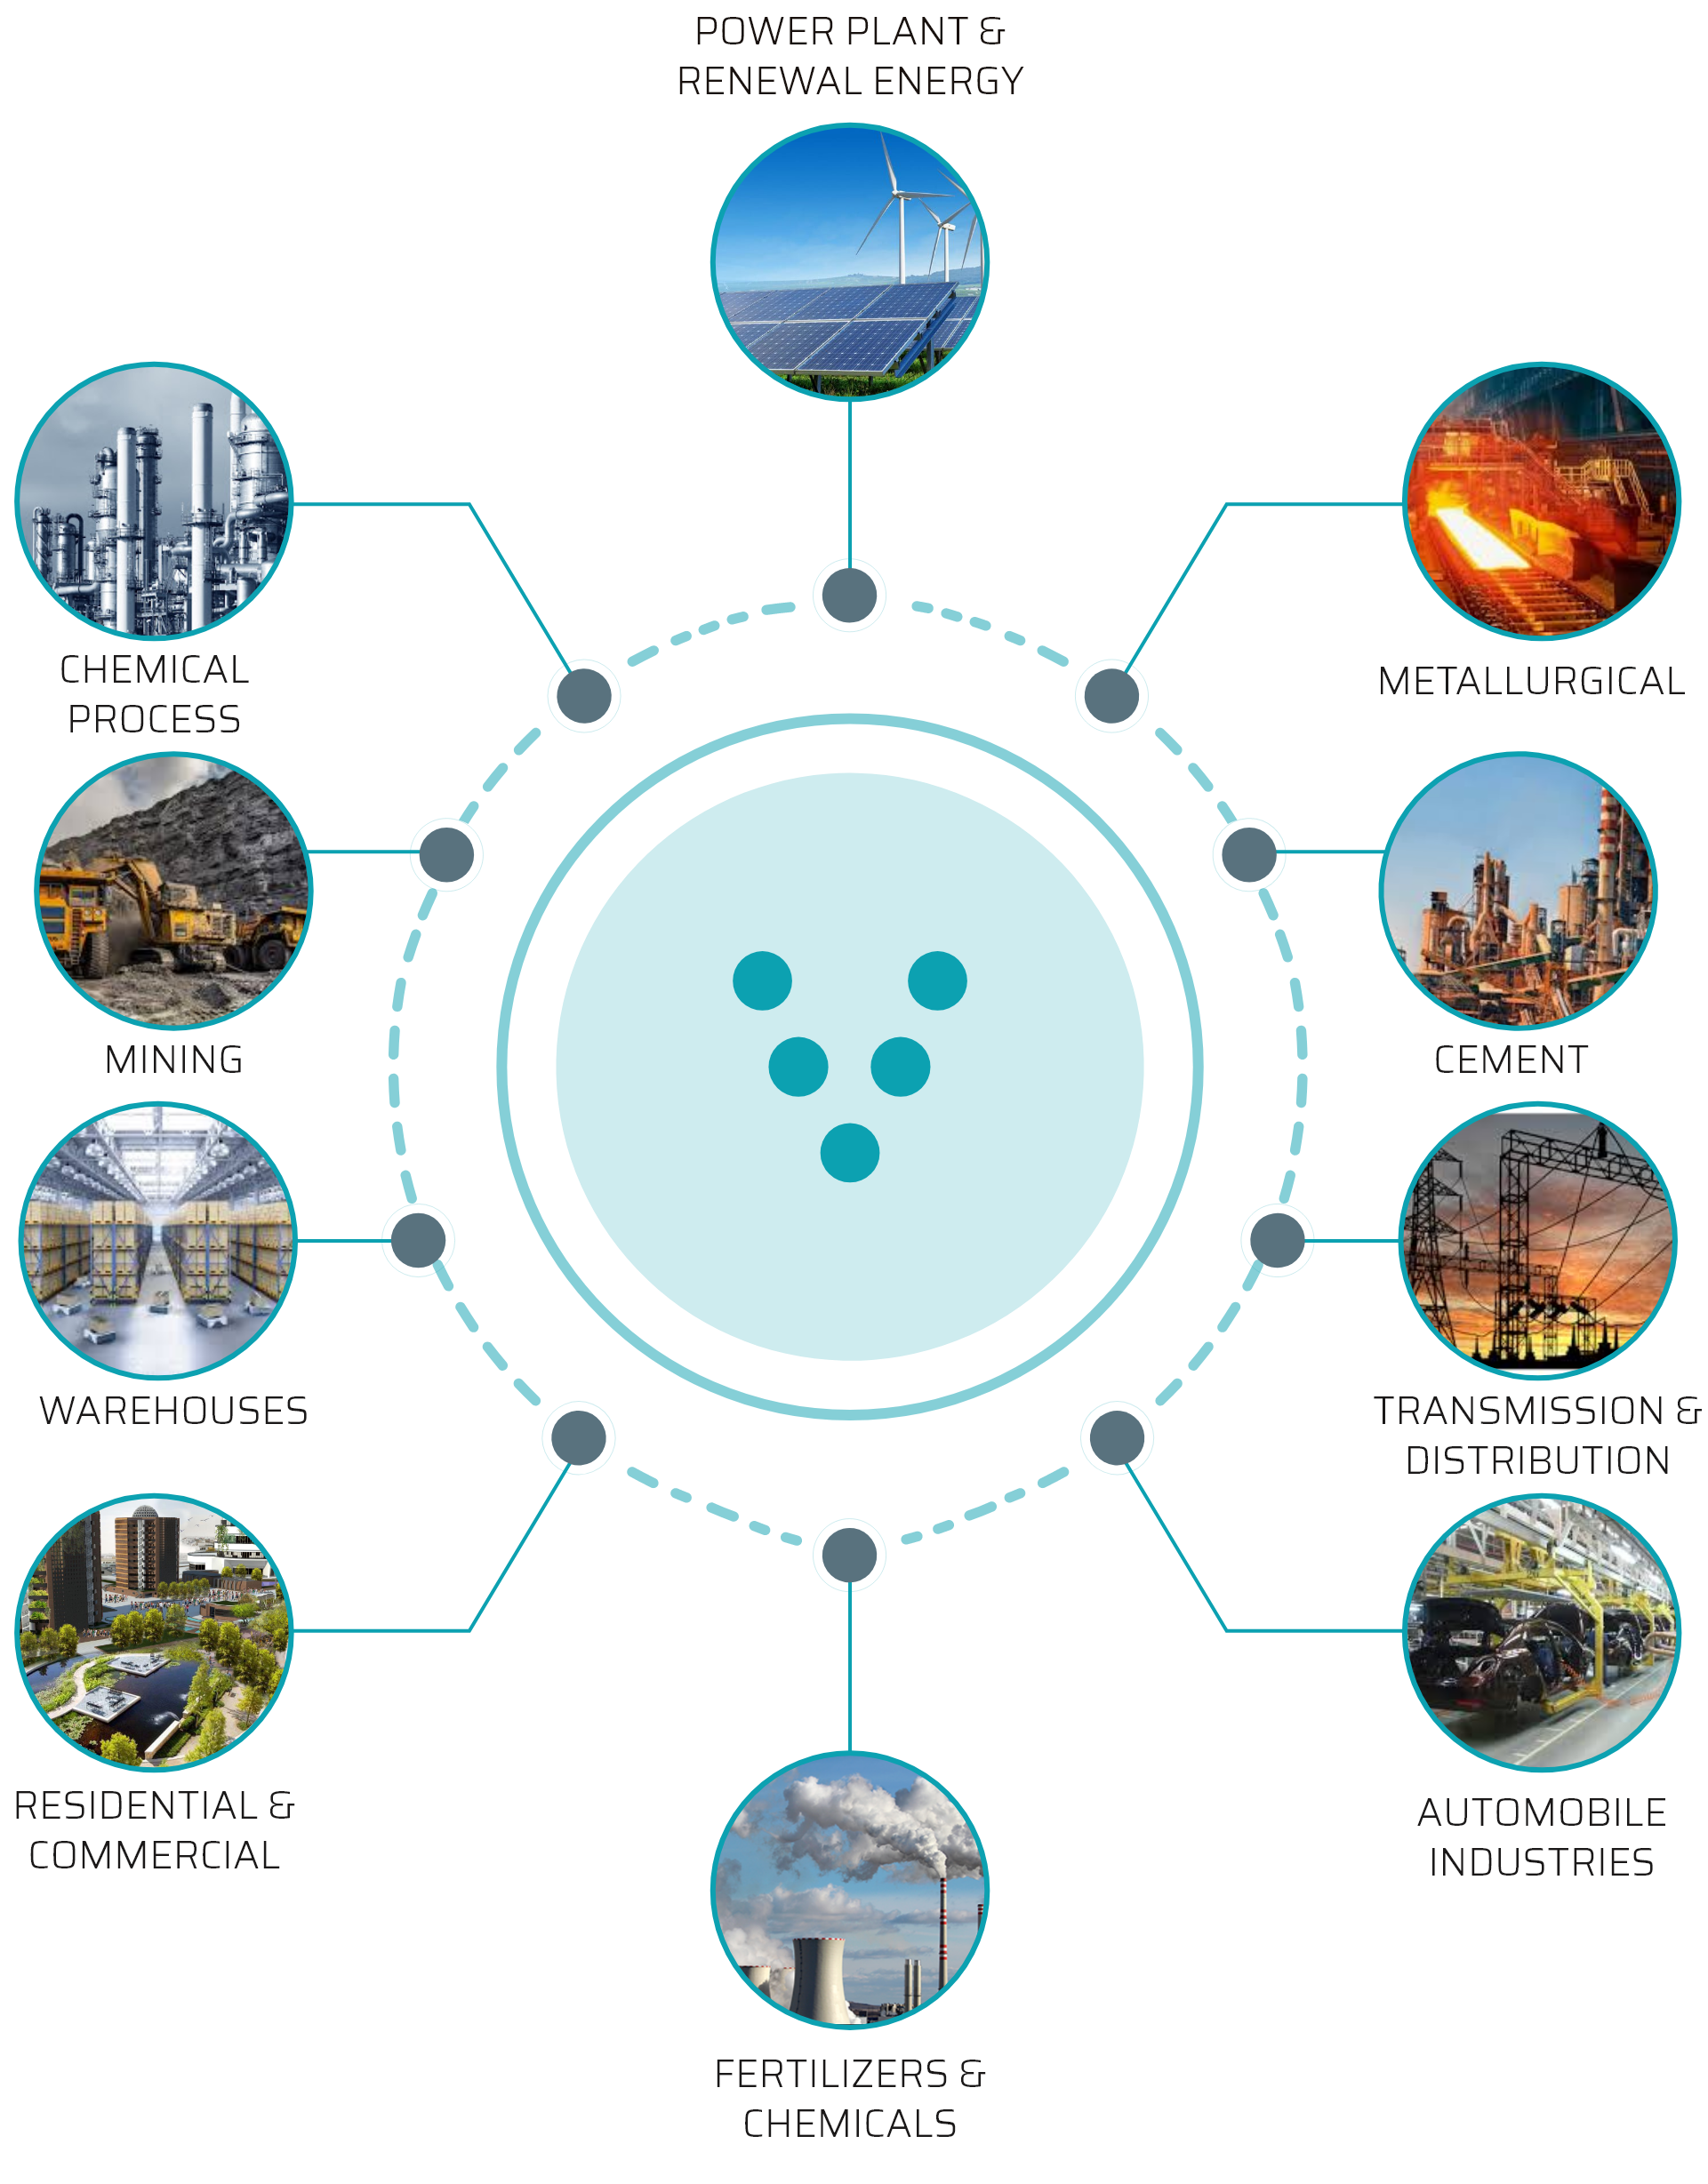 POWER PLANT &
RENEWAL ENERGY
CHEMICAL
PROCESS
METALLURGICAL
MINING
CEMENT
WAREHOUSES
TRANSMISSION &
DISTRIBUTION
RESIDENTIAL &
COMMERCIAL
AUTOMOBILE
INDUSTRIES
FERTILIZERS &
CHEMICALS